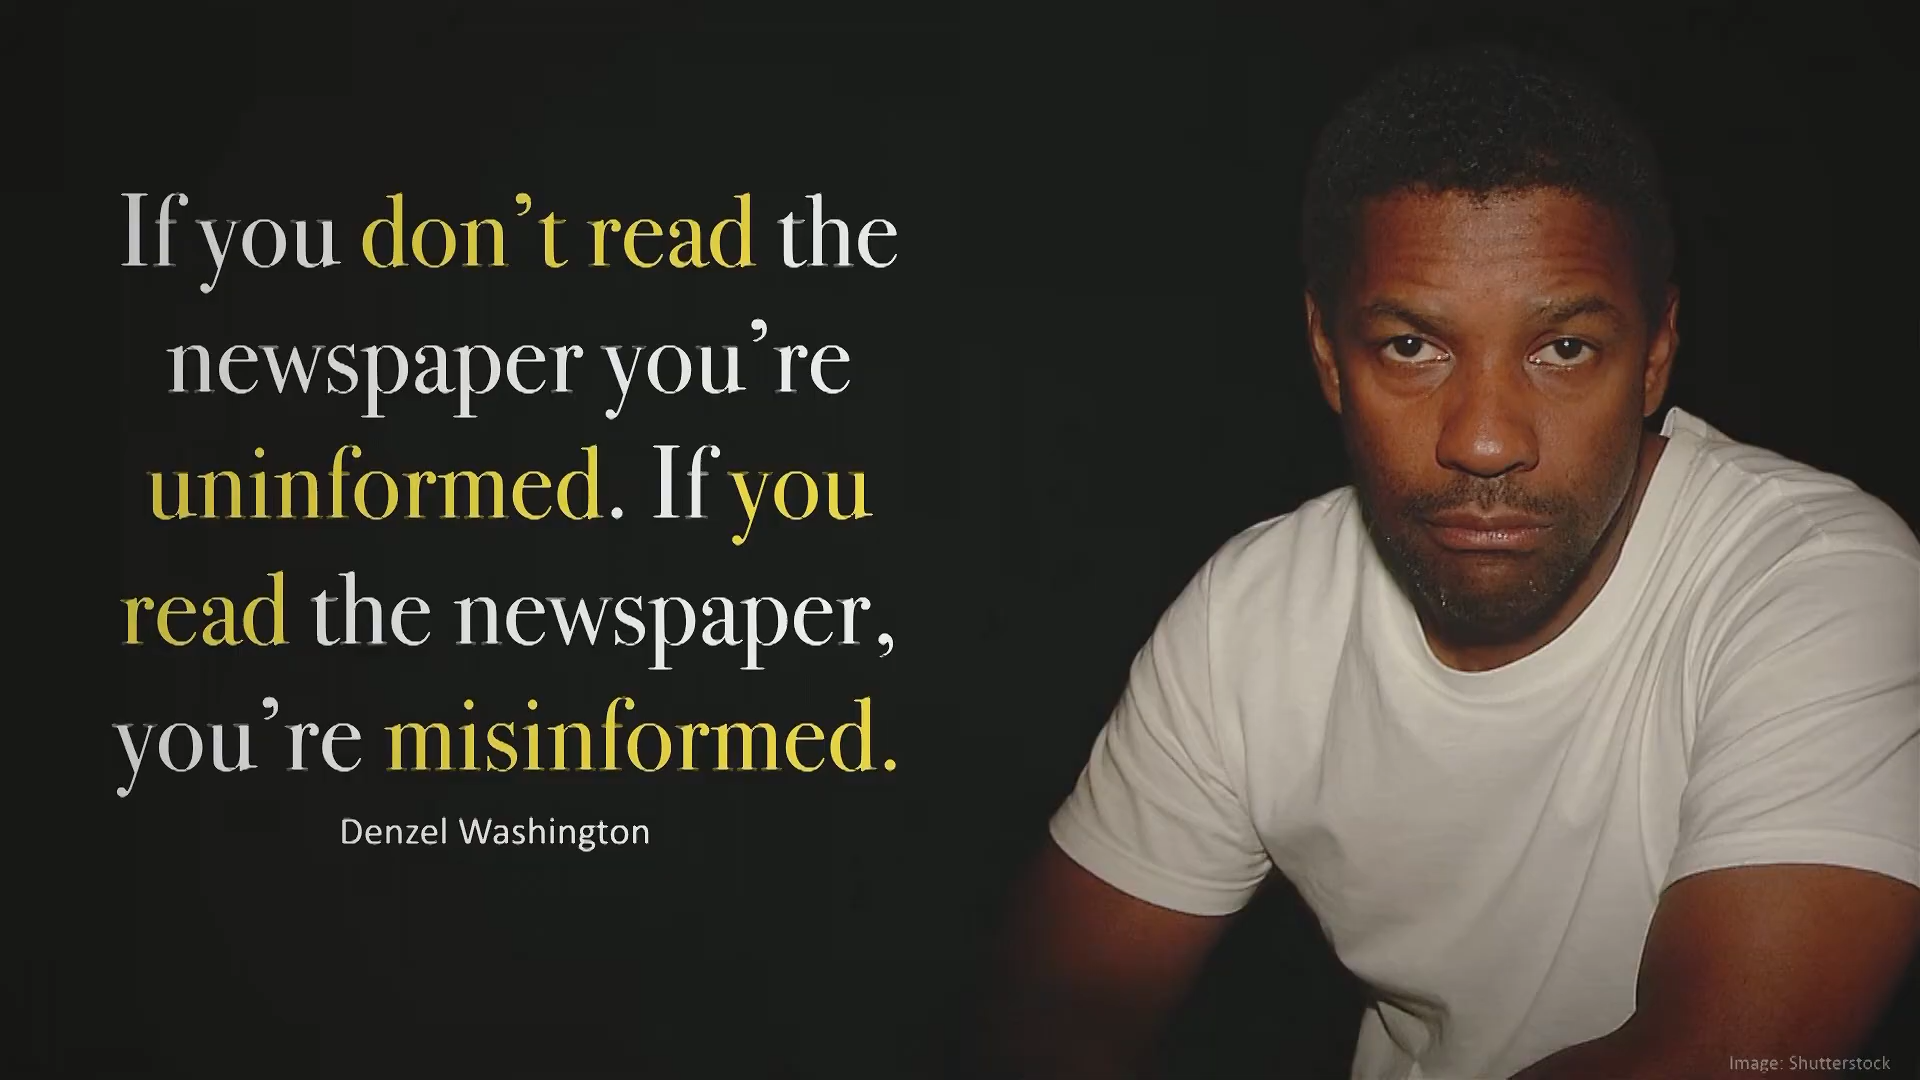 If you don't read the
newspaper you're
uninformed. If you
read the newspaper,
you're misinformed.
Denzel Washington
Image: Shutterstock